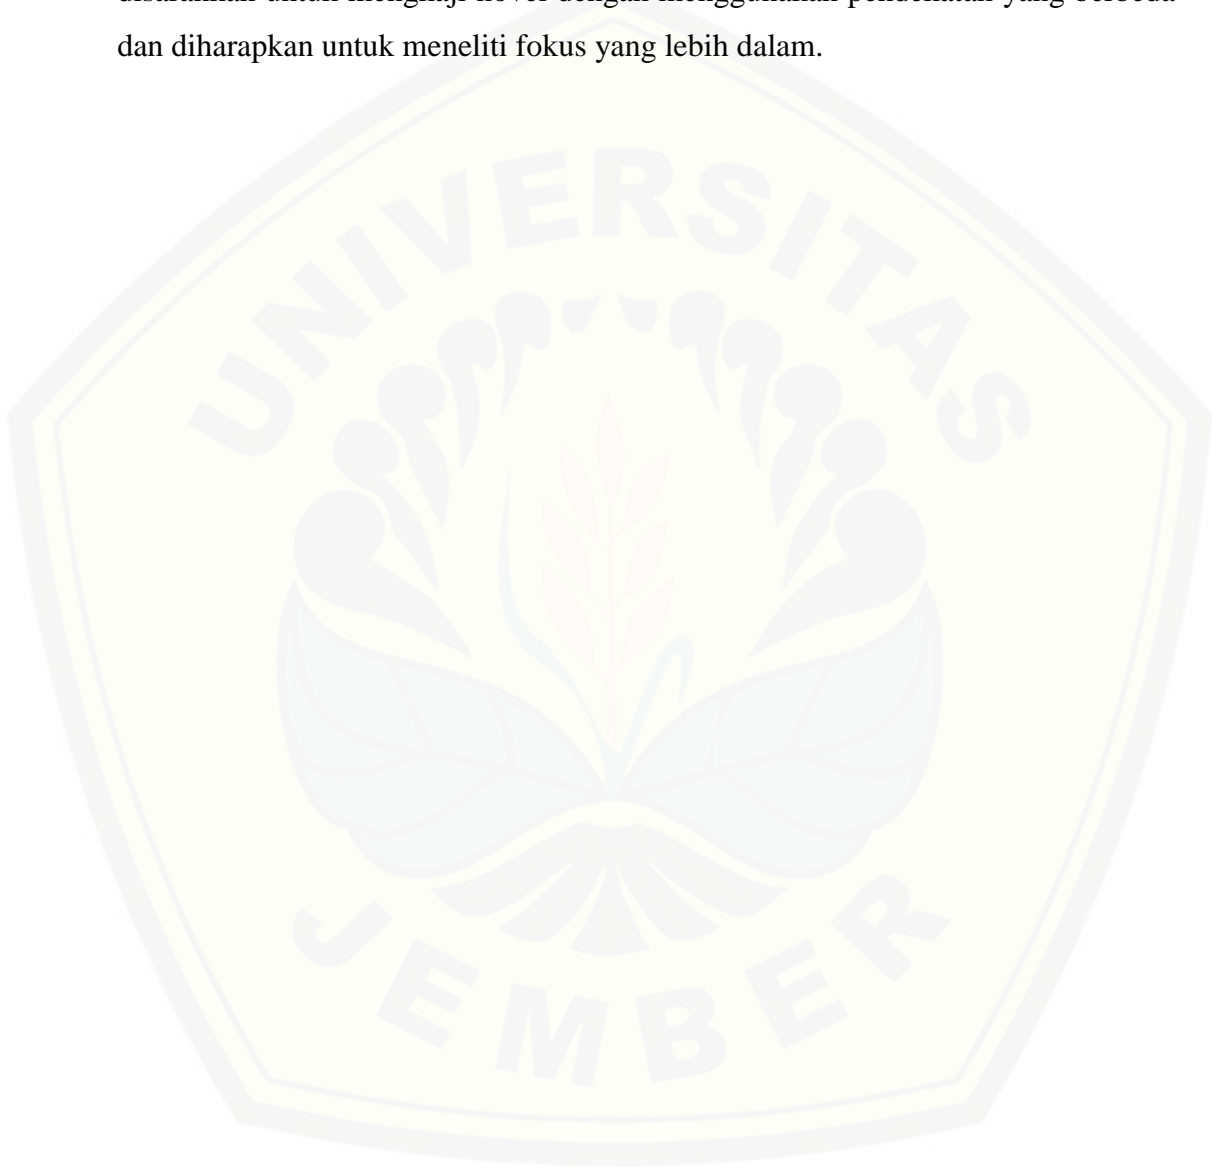 disarankan untuk mengkaji novel dengan menggunakan pendekatan yang berbeda
dan diharapkan untuk meneliti fokus yang lebih dalam.
UNIVERSITAS
JEMBER